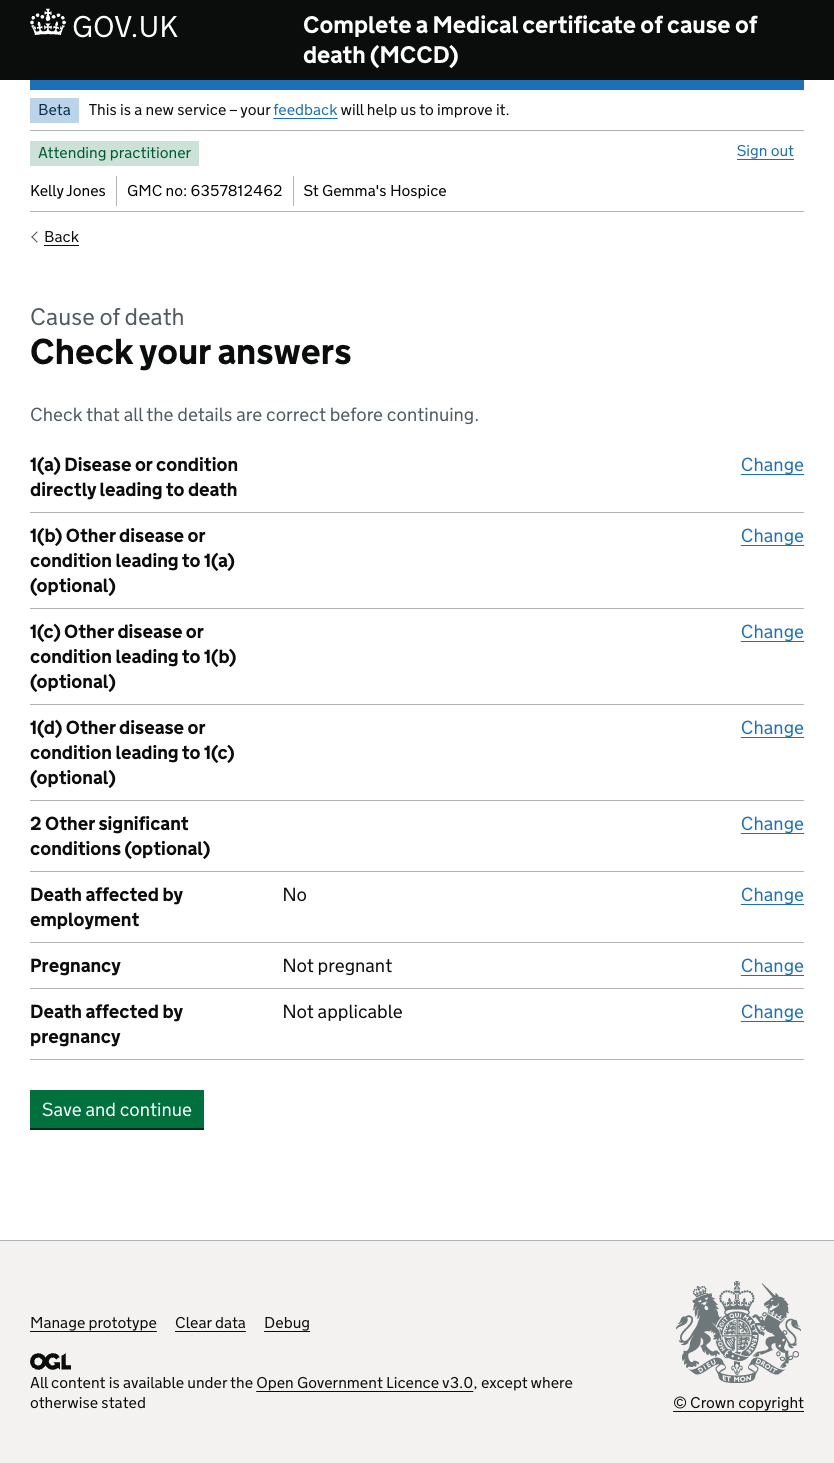 GOV.UK
Complete a Medical certificate of cause of
death (MCCD)
Beta This is a new service – your feedback will help us to improve it.
Attending practitioner
Sign out
Kelly Jones GMC no: 6357812462 St Gemma's Hospice
Back
Cause of death
Check your answers
Check that all the details are correct before continuing.
1(a) Disease or condition Change
directly leading to death
1(b) Other disease or Change
condition leading to 1(a)
(optional)
1(c) Other disease or Change
condition leading to 1(b)
(optional)
1(d) Other disease or Change
condition leading to 1(c)
(optional)
2 Other significant Change
conditions (optional)
Death affected by No Change
employment
Pregnancy Not pregnant Change
Death affected by Not applicable Change
pregnancy
Save and continue
Manage prototype Clear data Debug
OGL
All content is available under the Open Government Licence v3.0, except where
otherwise stated
© Crown copyright